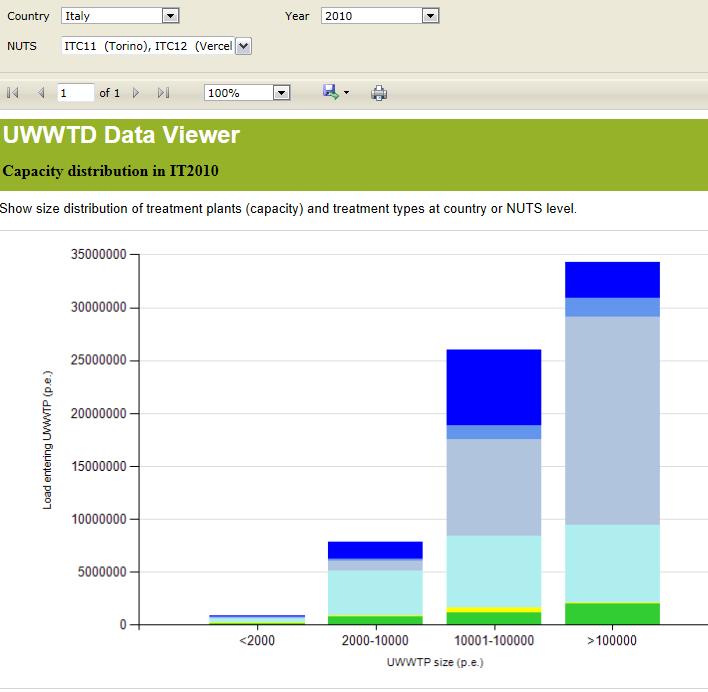 Country Italy Year 2010
NUTS ITC11 (Torino), ITC12 (Vercel
1 of 1 100%
UWWTD Data Viewer
Capacity distribution in IT2010
Show size distribution of treatment plants (capacity) and treatment types at country or NUTS level.
35000000
30000000
25000000
20000000
15000000
10000000
5000000
0
Load entering UWWTP (p.e.)
<2000 2000-10000 10001-100000 >100000
UWWTP size (p.e.)